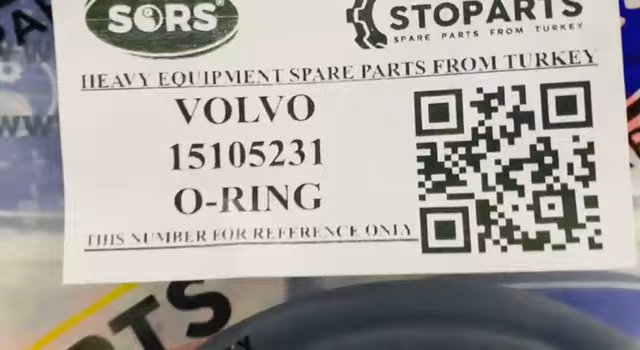 SORS
STOPARTS
SPARE PARTS FROM TURKEY
HEAVY EQUIPMENT SPARE PARTS FROM TURKEY
VOLVO
15105231
O-RING
THIS NUMBER FOR REFERENCE ONLY